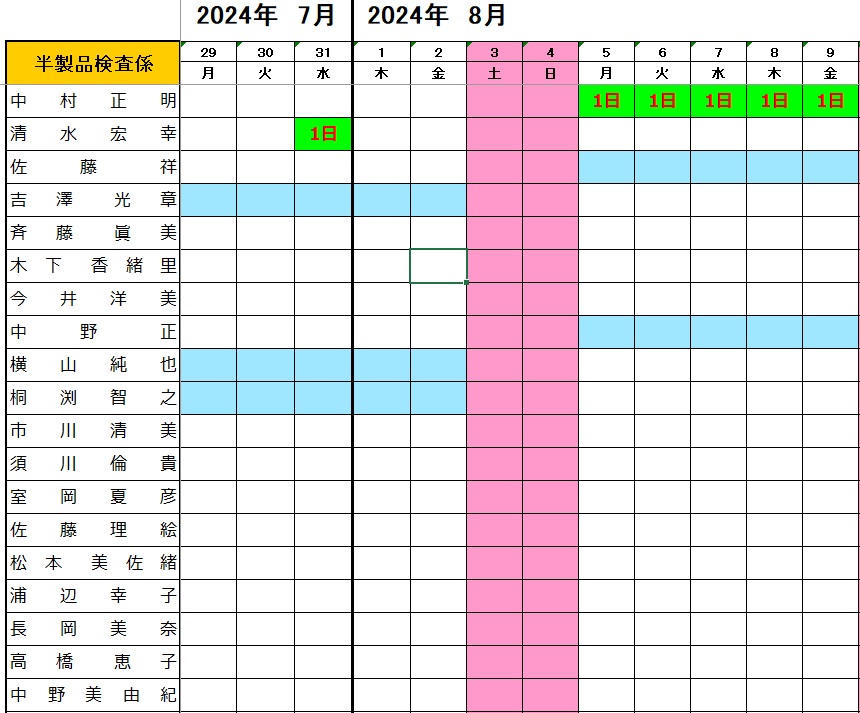 2024年 7月 2024年 8月
29 30 31 1 2 3 4 5 6 7 8 9
半製品検査係 月 火 水 木 金 土 日 月 火 水 木 金
中村正明 1日 1日 1日 1日 1日
清水宏幸 1日
佐藤祥
吉澤光章
斉藤眞美
木下香緒里
今井洋美
中野正
横山純也
桐渕智之
市川清美
須川倫貴
室岡夏彦
佐藤理絵
松本美佐緒
浦辺幸子
長岡美奈
高橋恵子
中野美由紀